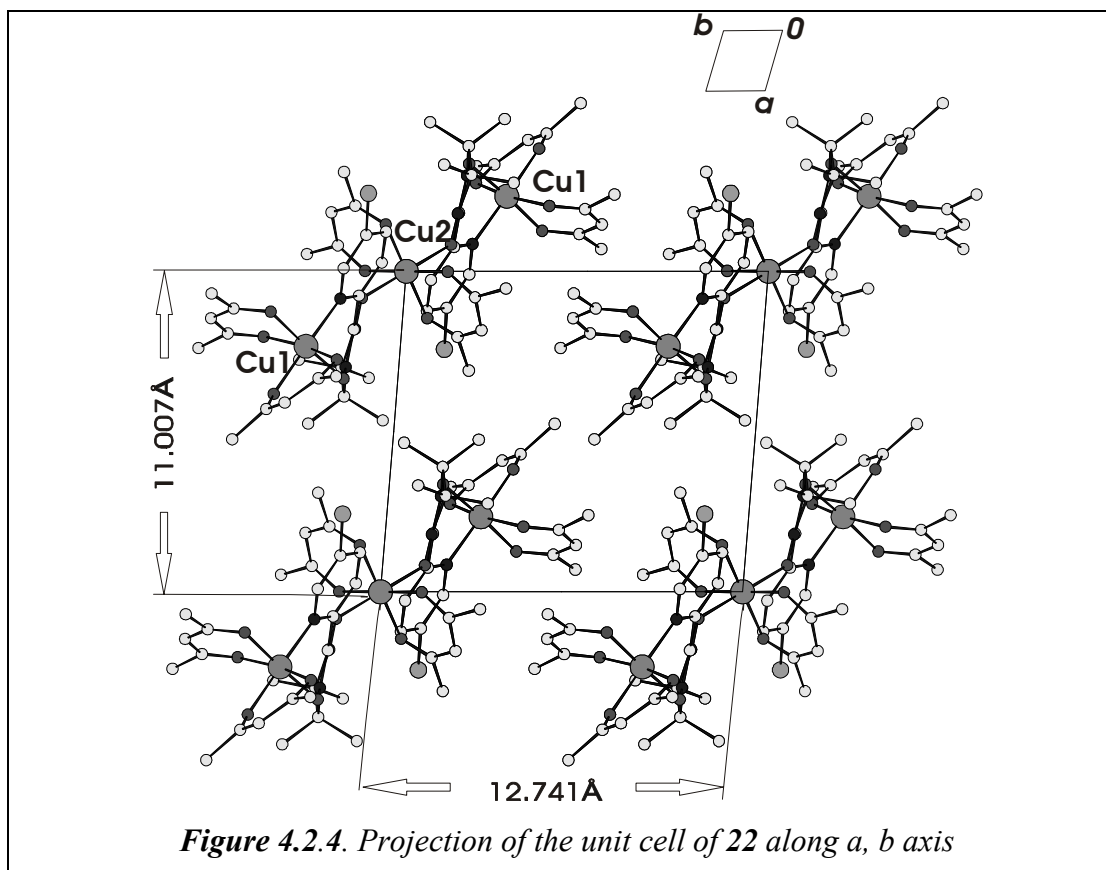 b 0
a
Cu1
Cu2
Cu1
11.007Å
12.741Å
Figure 4.2.4. Projection of the unit cell of 22 along a, b axis